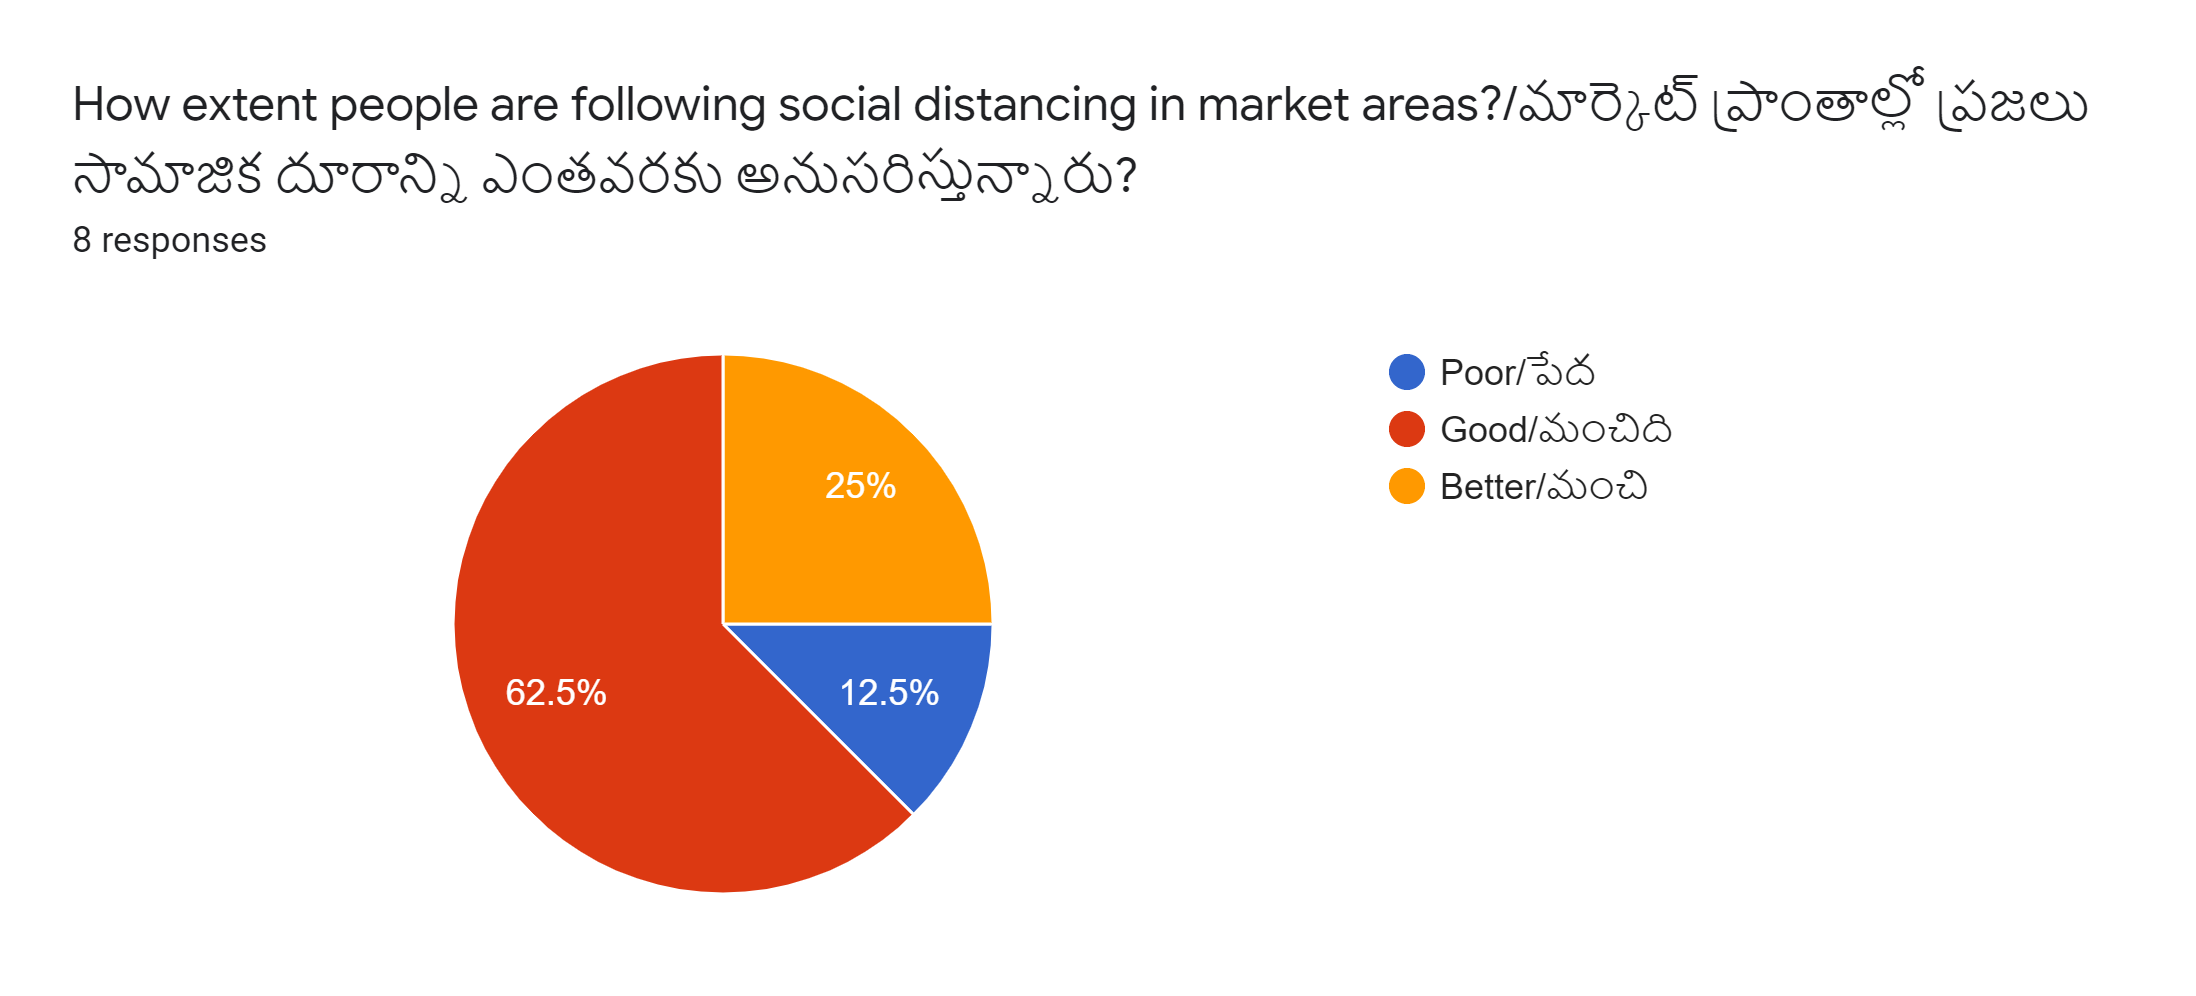 How extent people are following social distancing in market areas?/మార్కెట్ ప్రాంతాల్లో ప్రజలు
సామాజిక దూరాన్ని ఎంతవరకు అనుసరిస్తున్నారు?
8 responses
Poor/పేద
Good/మంచిది
Better/మంచి
25%
62.5%
12.5%